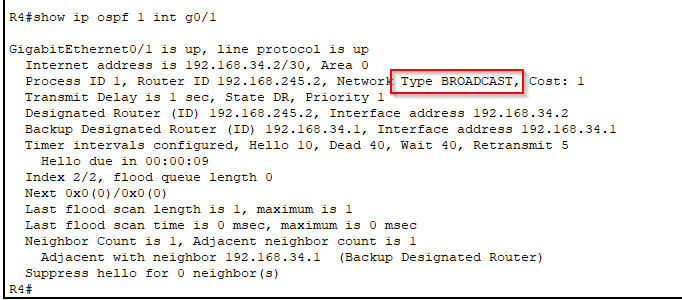 R4#show ip ospf 1 int g0/1
GigabitEthernet0/1 is up, line protocol is up
Internet address is 192.168.34.2/30, Area 0
Process ID 1, Router ID 192.168.245.2, Network Type BROADCAST, Cost: 1
Transmit Delay is 1 sec, State DR, Priority 1
Designated Router (ID) 192.168.245.2, Interface address 192.168.34.2
Backup Designated Router (ID) 192.168.34.1, Interface address 192.168.34.1
Timer intervals configured, Hello 10, Dead 40, Wait 40, Retransmit 5
Hello due in 00:00:09
Index 2/2, flood queue length 0
Next 0x0(0)/0x0(0)
Last flood scan length is 1, maximum is 1
Last flood scan time is 0 msec, maximum is 0 msec
Neighbor Count is 1, Adjacent neighbor count is 1
Adjacent with neighbor 192.168.34.1  (Backup Designated Router)
Suppress hello for 0 neighbor(s)
R4#